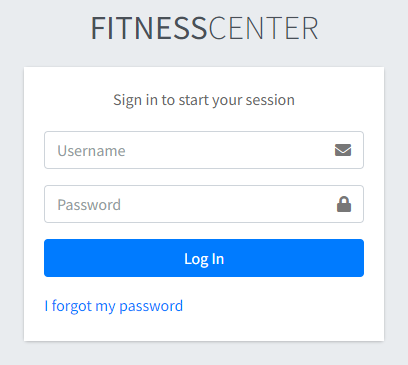 FITNESSCENTER
Sign in to start your session
Username
Password
Log In
I forgot my password